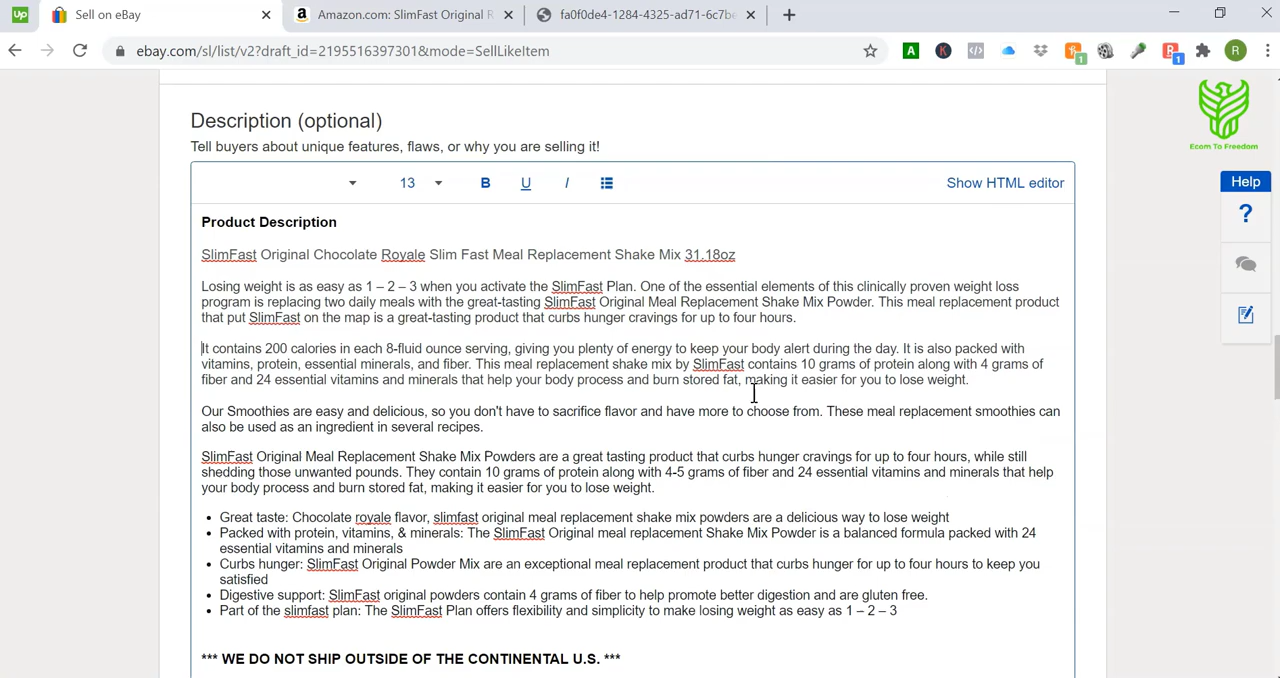 Up
Sell on eBay
Amazon.com: SlimFast Original R
fa0f0de4-1284-4325-ad71-6c7be
ebay.com/sl/list/v2?draft_id=2195516397301&mode=SellLikeItem
A
K
1
R
1
R
Ecom To Freedom
Description (optional)
Tell buyers about unique features, flaws, or why you are selling it!
13
B
U
I
Show HTML editor
Help
?
Product Description
SlimFast Original Chocolate Royale Slim Fast Meal Replacement Shake Mix 31.18oz
Losing weight is as easy as 1 – 2 – 3 when you activate the SlimFast Plan. One of the essential elements of this clinically proven weight loss
program is replacing two daily meals with the great-tasting SlimFast Original Meal Replacement Shake Mix Powder. This meal replacement product
that put SlimFast on the map is a great-tasting product that curbs hunger cravings for up to four hours.
It contains 200 calories in each 8-fluid ounce serving, giving you plenty of energy to keep your body alert during the day. It is also packed with
vitamins, protein, essential minerals, and fiber. This meal replacement shake mix by SlimFast contains 10 grams of protein along with 4 grams of
fiber and 24 essential vitamins and minerals that help your body process and burn stored fat, making it easier for you to lose weight.
Our Smoothies are easy and delicious, so you don't have to sacrifice flavor and have more to choose from. These meal replacement smoothies can
also be used as an ingredient in several recipes.
SlimFast Original Meal Replacement Shake Mix Powders are a great tasting product that curbs hunger cravings for up to four hours, while still
shedding those unwanted pounds. They contain 10 grams of protein along with 4-5 grams of fiber and 24 essential vitamins and minerals that help
your body process and burn stored fat, making it easier for you to lose weight.
• Great taste: Chocolate royale flavor, slimfast original meal replacement shake mix powders are a delicious way to lose weight
• Packed with protein, vitamins, & minerals: The SlimFast Original meal replacement Shake Mix Powder is a balanced formula packed with 24
essential vitamins and minerals
• Curbs hunger: SlimFast Original Powder Mix are an exceptional meal replacement product that curbs hunger for up to four hours to keep you
satisfied
• Digestive support: SlimFast original powders contain 4 grams of fiber to help promote better digestion and are gluten free.
• Part of the slimfast plan: The SlimFast Plan offers flexibility and simplicity to make losing weight as easy as 1 – 2 – 3
*** WE DO NOT SHIP OUTSIDE OF THE CONTINENTAL U.S. ***